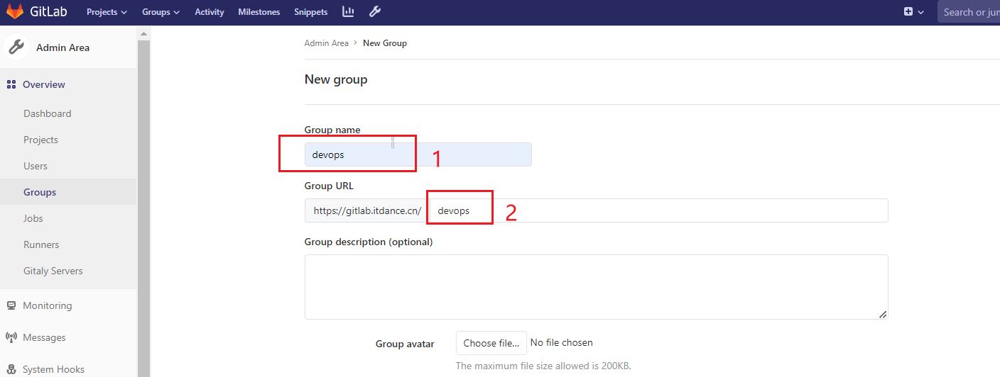 GitLab Projects Groups Activity Milestones Snippets Search or jum
Admin Area
Overview
Dashboard
Projects
Users
Groups
Jobs
Runners
Gitaly Servers
Monitoring
Messages
System Hooks
Admin Area > New Group
New group
Group name
devops 1
Group URL
https://gitlab.itdance.cn/ devops 2
Group description (optional)
Group avatar Choose file... No file chosen
The maximum file size allowed is 200KB.